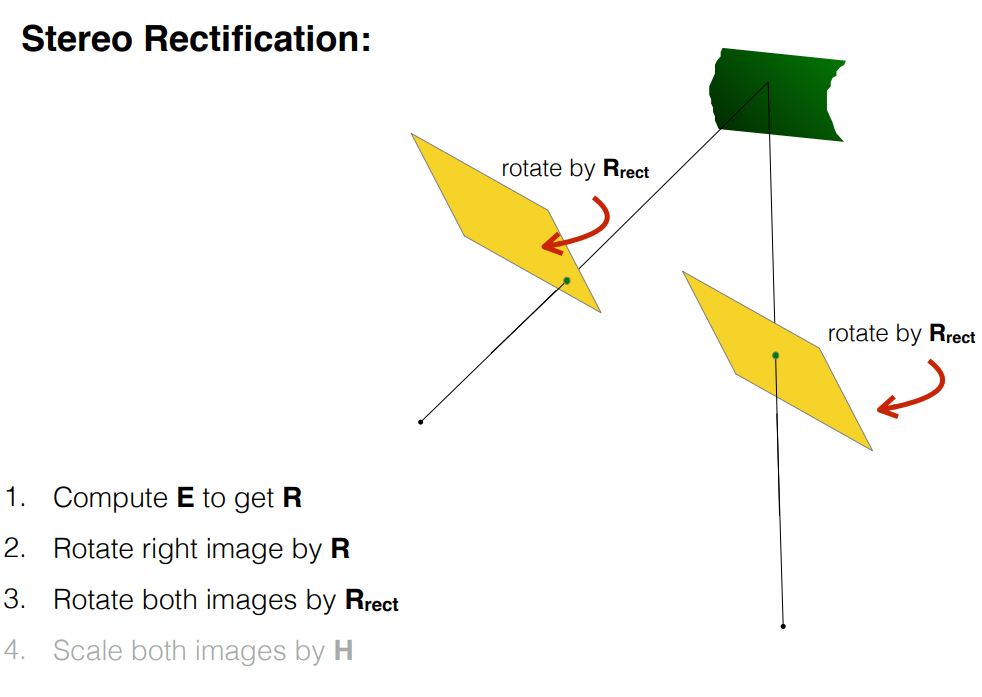 Stereo Rectification:
rotate by Rrect
rotate by Rrect
1. Compute E to get R
2. Rotate right image by R
3. Rotate both images by Rrect
4. Scale both images by H